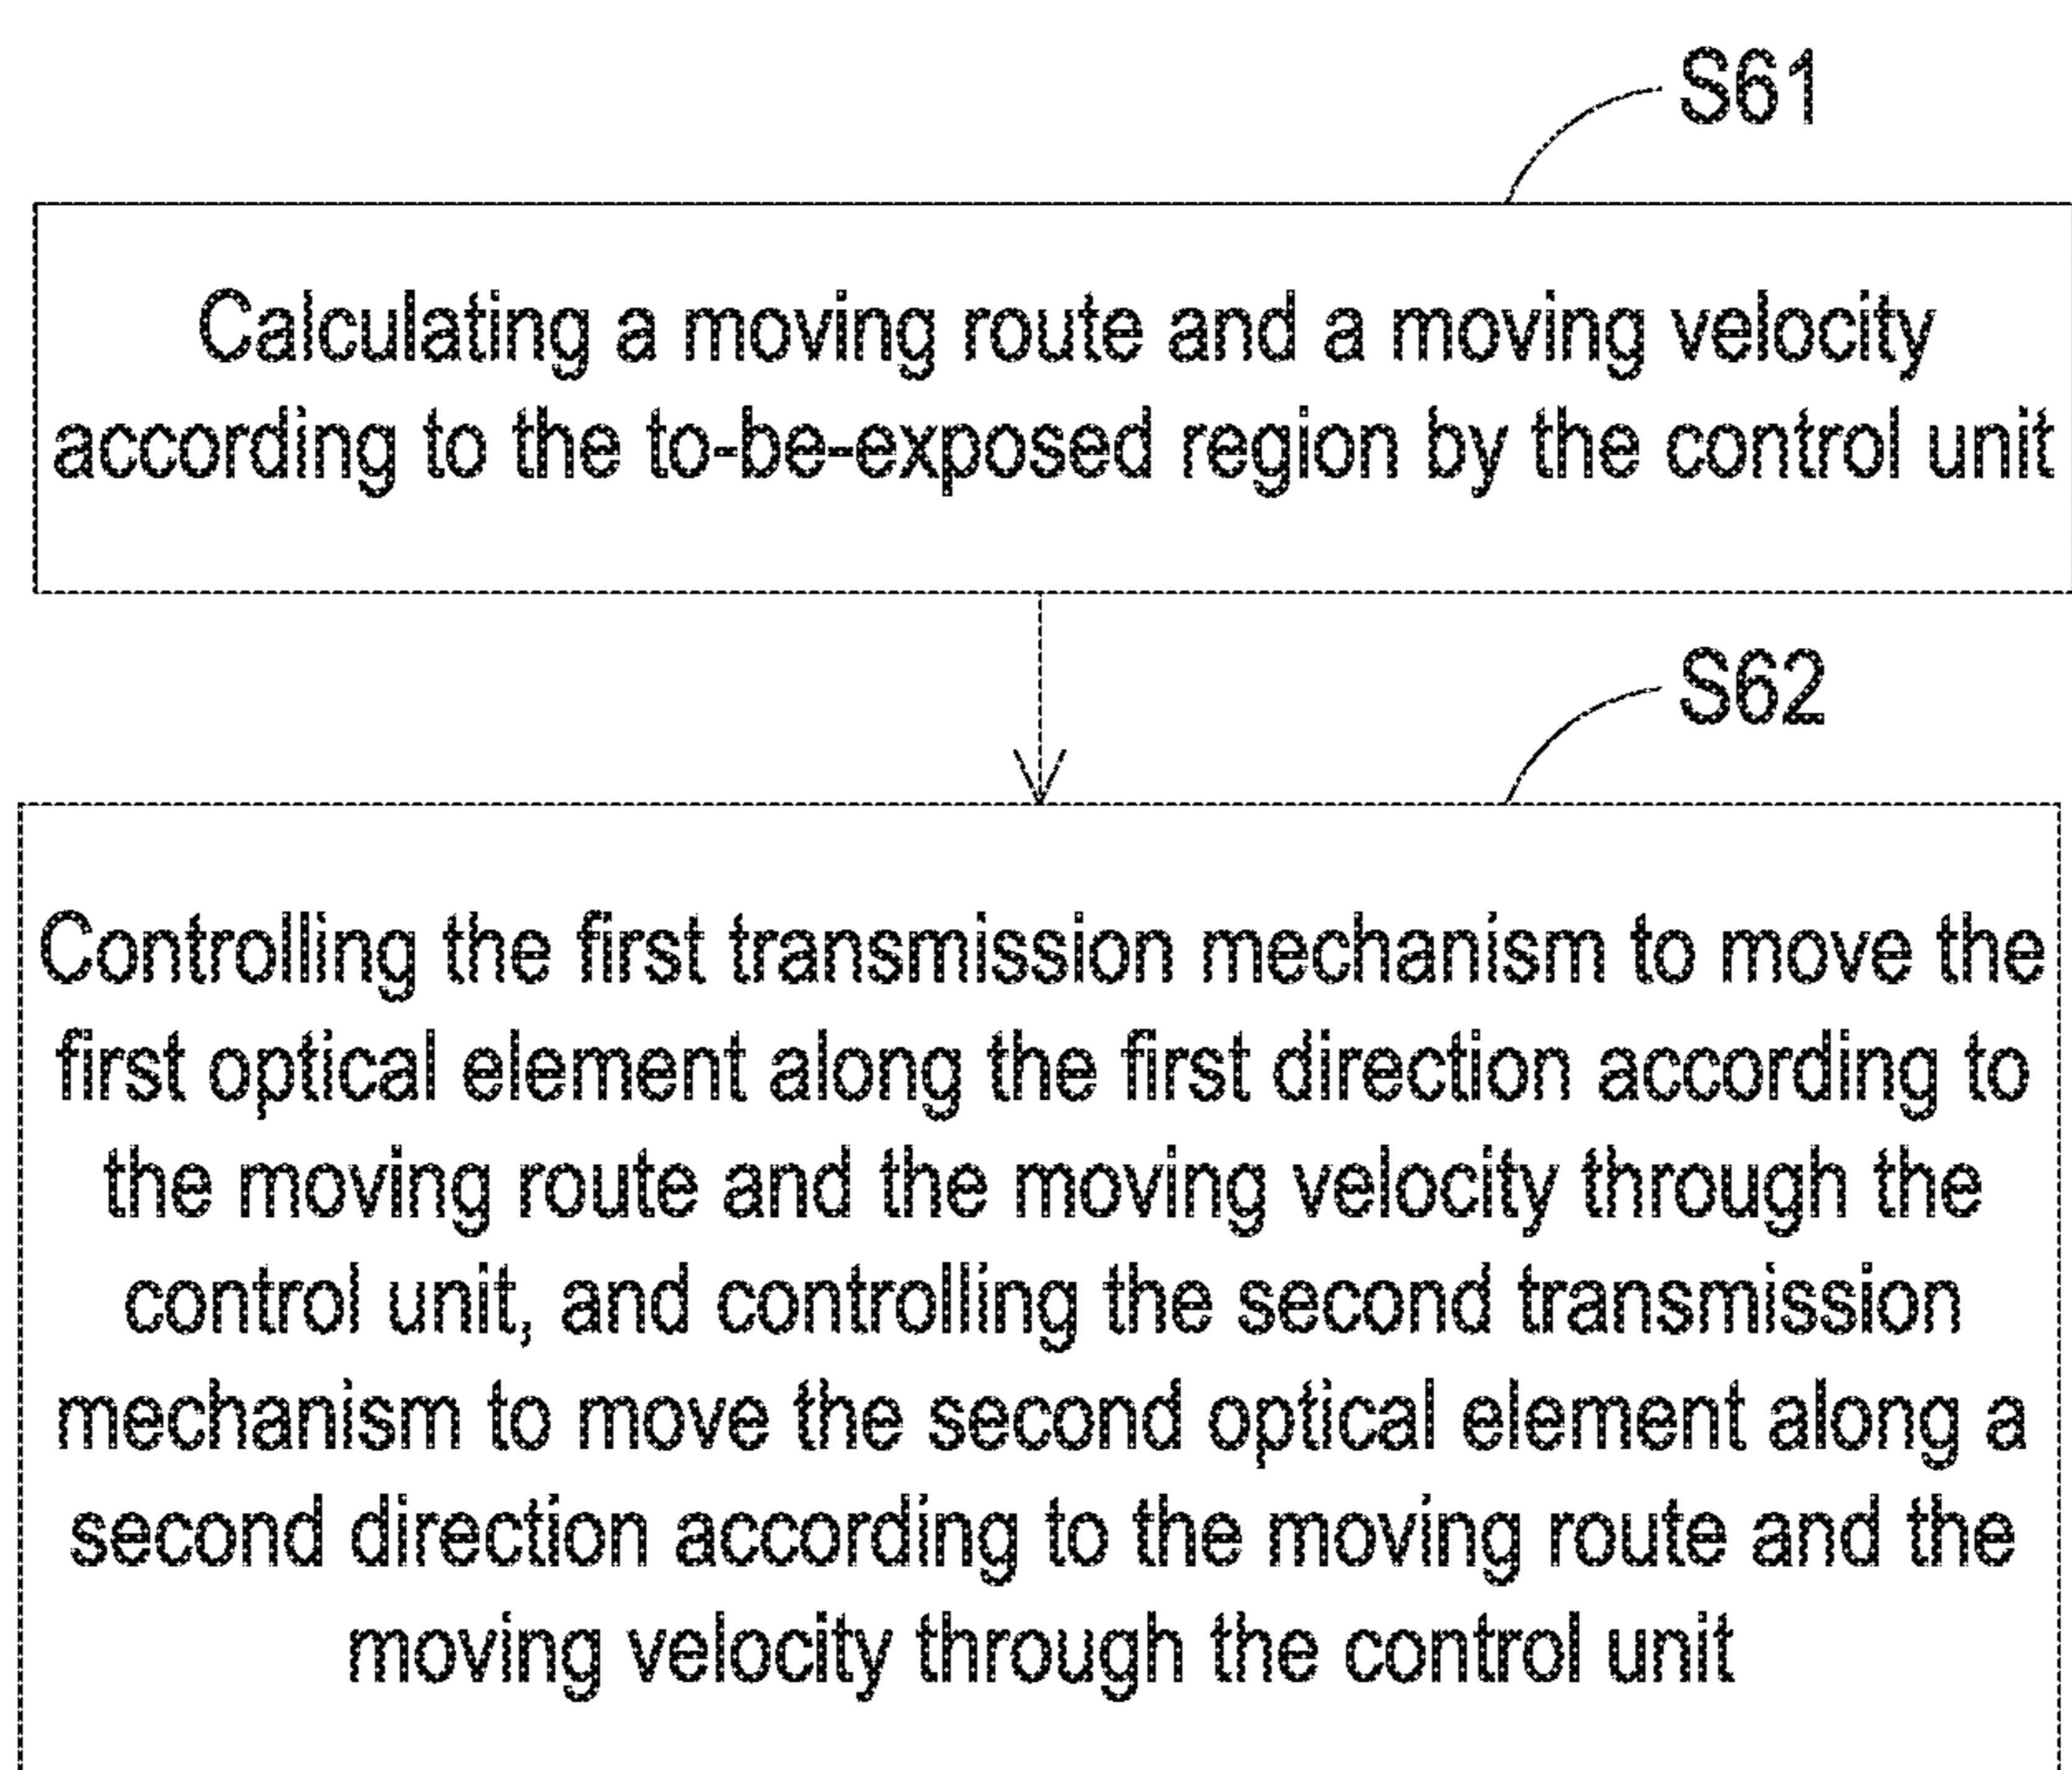 S61
Calculating a moving route and a moving velocity
according to the to-be-exposed region by the control unit
S62
Controlling the first transmission mechanism to move the
first optical element along the first direction according to
the moving route and the moving velocity through the
control unit, and controlling the second transmission
mechanism to move the second optical element along a
second direction according to the moving route and the
moving velocity through the control unit